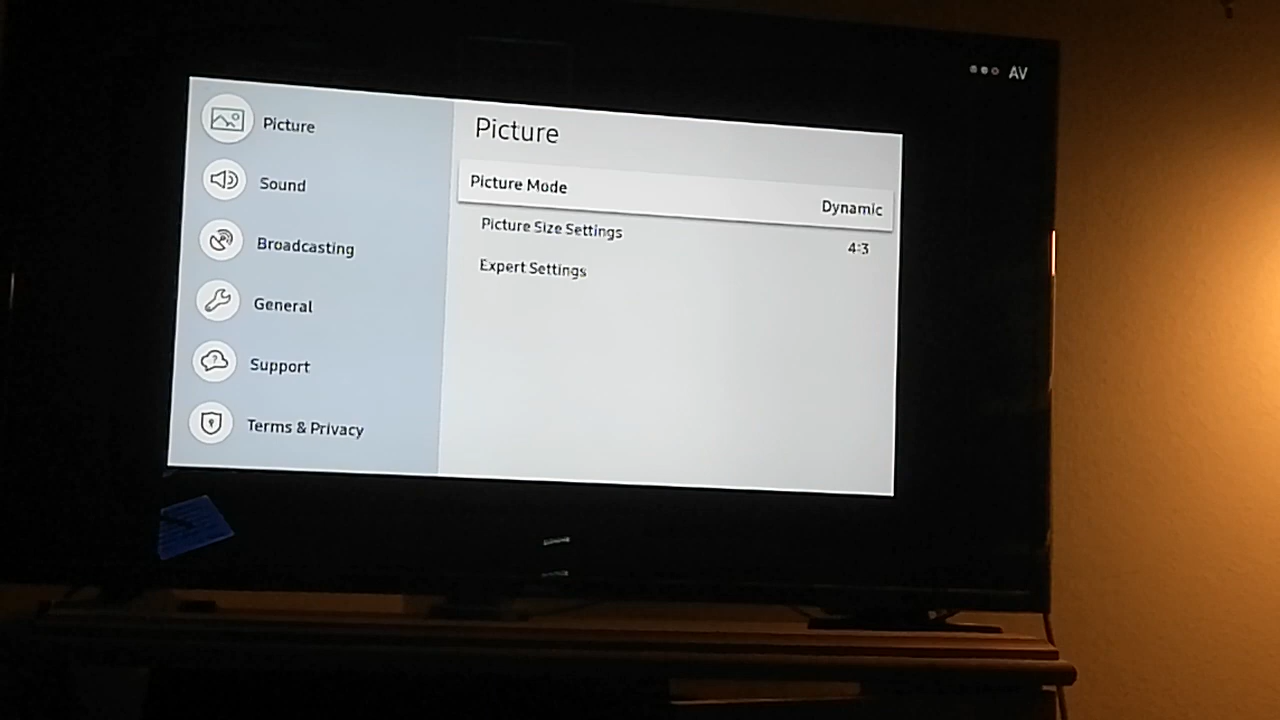 AV
Picture
Sound
Broadcasting
General
Support
Terms & Privacy
Picture
Picture Mode Dynamic
Picture Size Settings 4:3
Expert Settings